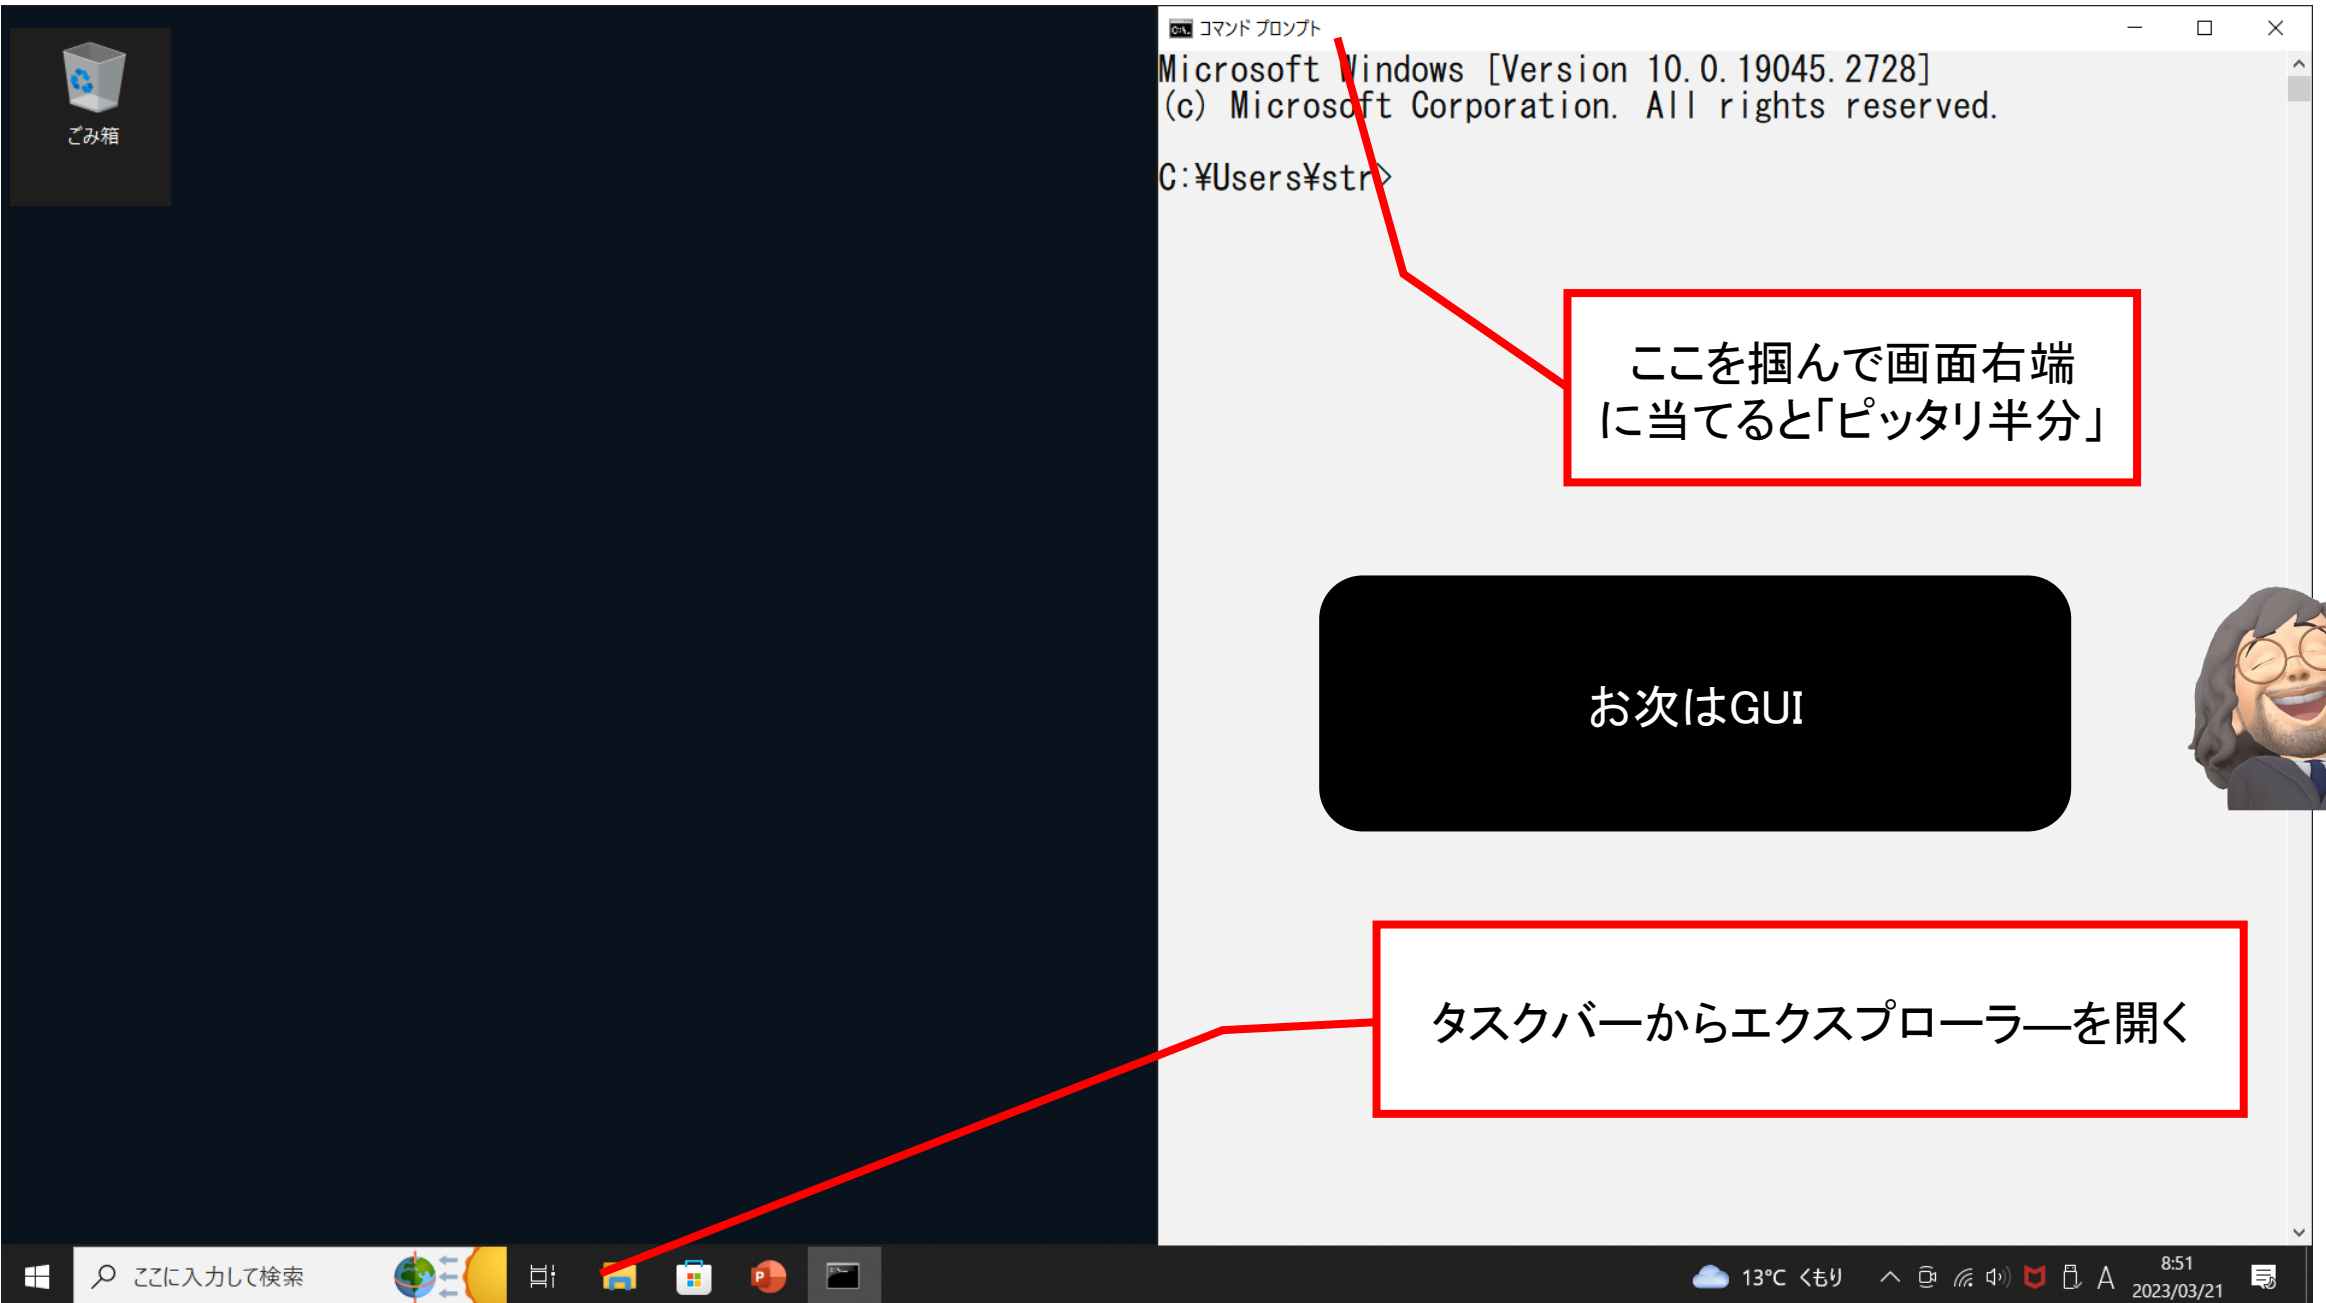 ごみ箱
コマンド プロンプト
Microsoft Windows [Version 10.0.19045.2728]
(c) Microsoft Corporation. All rights reserved.
C:¥Users¥str>
ここを掴んで画面右端
に当てると「ピッタリ半分」
お次はGUI
タスクバーからエクスプローラ―を開く
ここに入力して検索
13°C くもり
A
8:51
2023/03/21